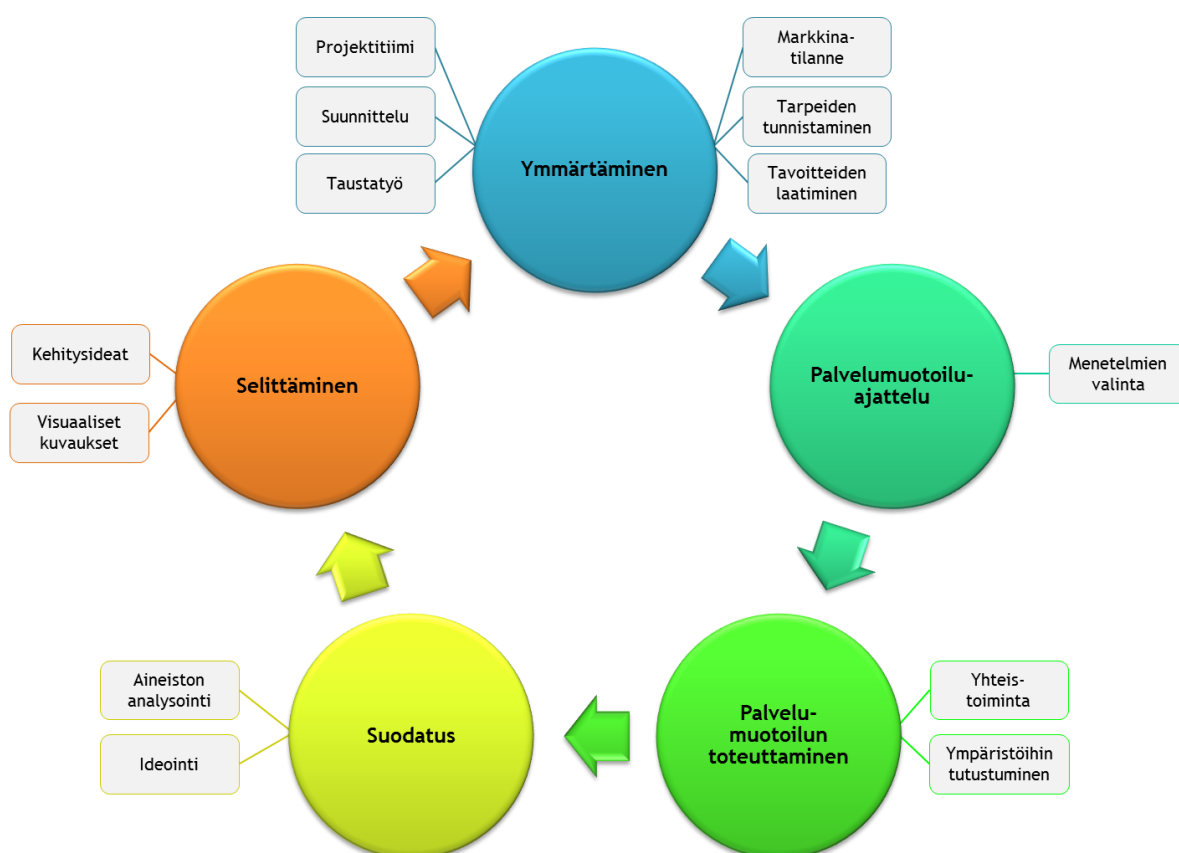 Projektitiimi
Suunnittelu
Taustatyö
Ymmärtäminen
Markkina-
tilanne
Tarpeiden
tunnistaminen
Tavoitteiden
laatiminen
Palvelumuotoilu-
ajattelu
Menetelmien
valinta
Palvelu-
muotoilun
toteuttaminen
Yhteis-
toiminta
Ympäristöihin
tutustuminen
Suodatus
Aineiston
analysointi
Ideointi
Selittäminen
Kehitysideat
Visuaaliset
kuvaukset